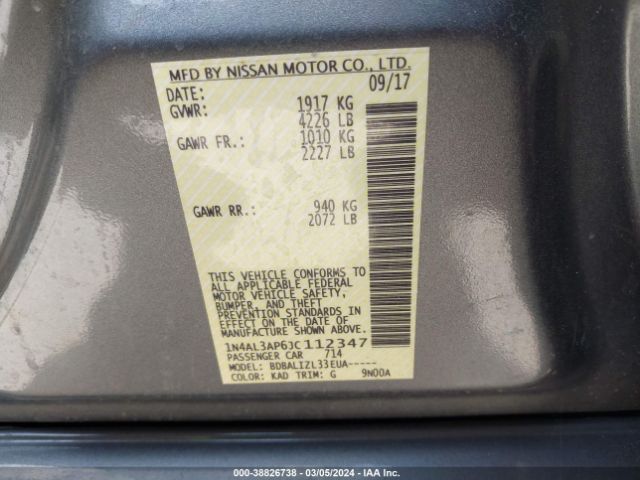 MFD BY NISSAN MOTOR CO., LTD.
DATE: 09/17
GVWR: 1917 KG
4226 LB
GAWR FR.: 1010 KG
2227 LB
GAWR RR.: 940 KG
2072 LB
THIS VEHICLE CONFORMS TO
ALL APPLICABLE FEDERAL
MOTOR VEHICLE SAFETY,
BUMPER, AND THEFT
PREVENTION STANDARDS IN
EFFECT ON THE DATE OF
MANUFACTURE SHOWN ABOVE.
1N4AL3AP6JC112347
PASSENGER CAR 714
MODEL: BDBALIZL33EUA-----
COLOR: KAD TRIM: G 9N00A
000-38826738 - 03/05/2024 - IAA Inc.